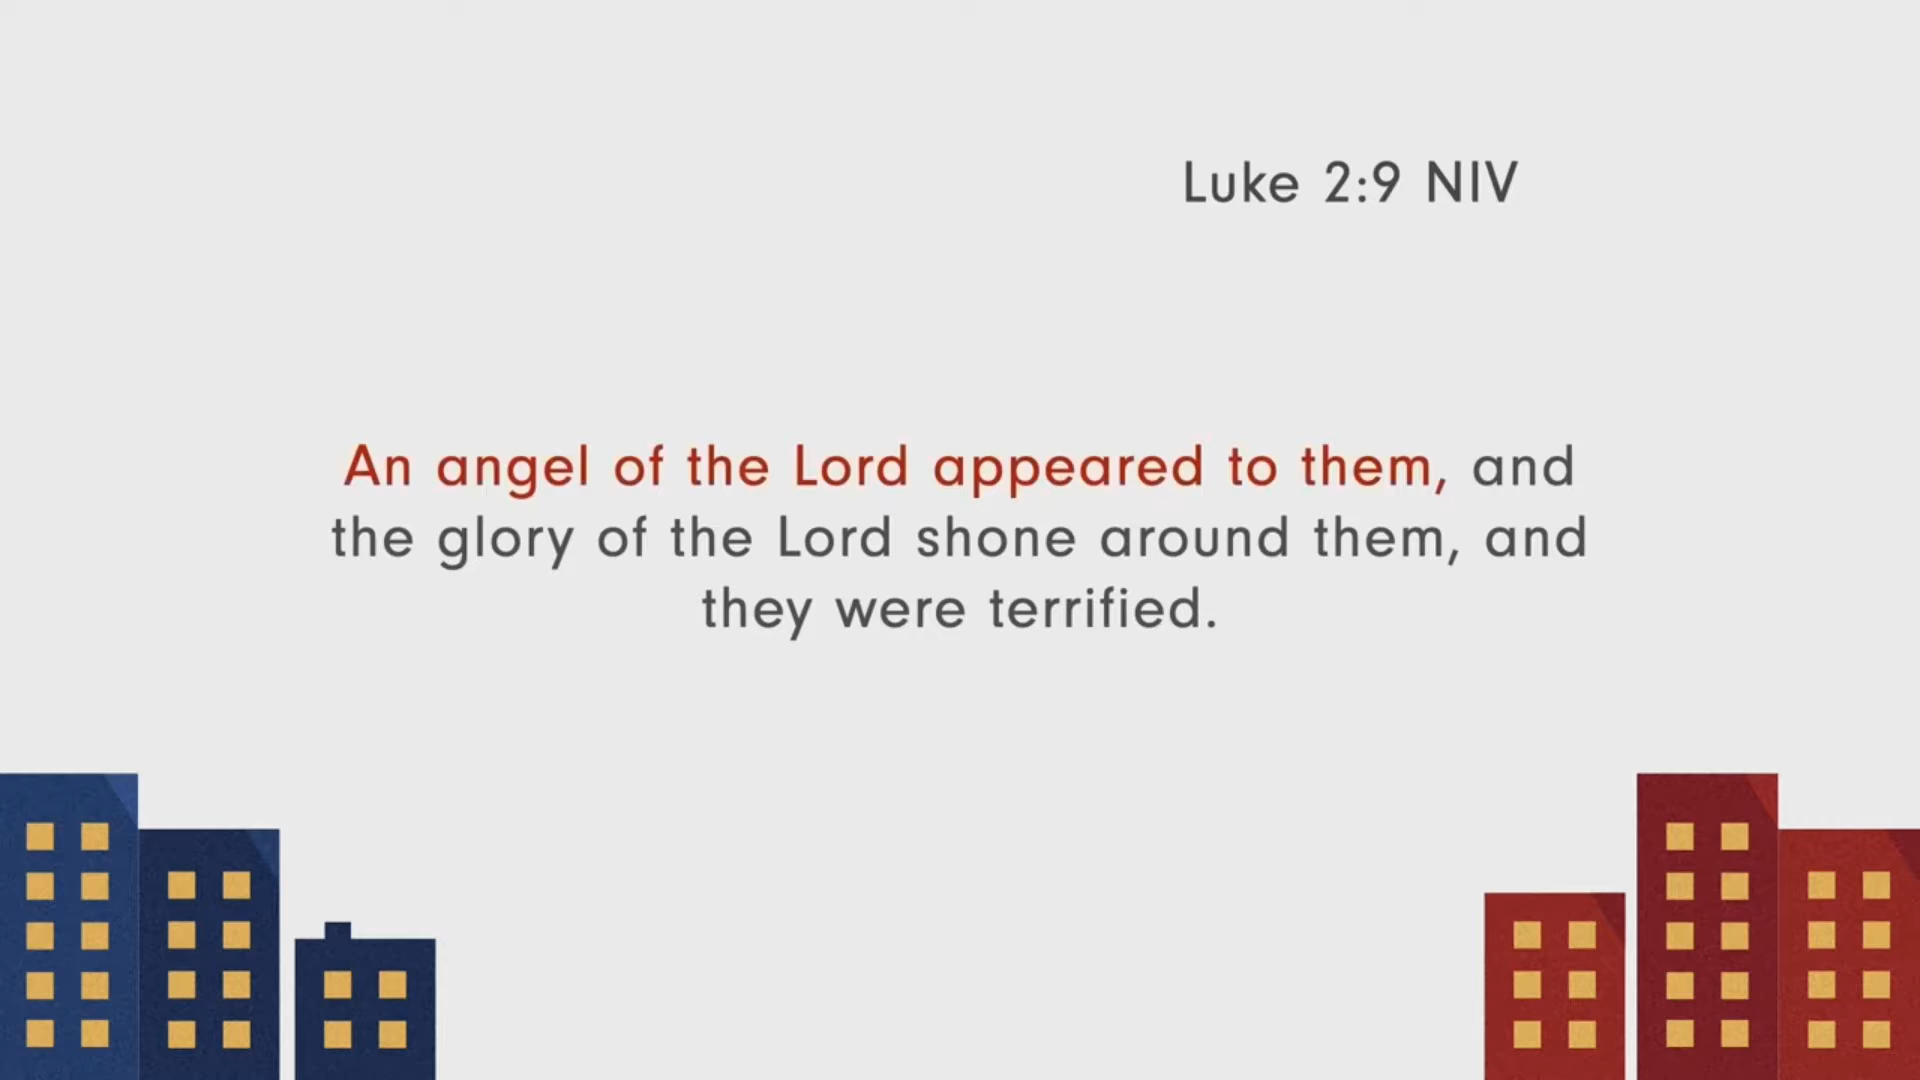 Luke 2:9 NIV
An angel of the Lord appeared to them, and
the glory of the Lord shone around them, and
they were terrified.